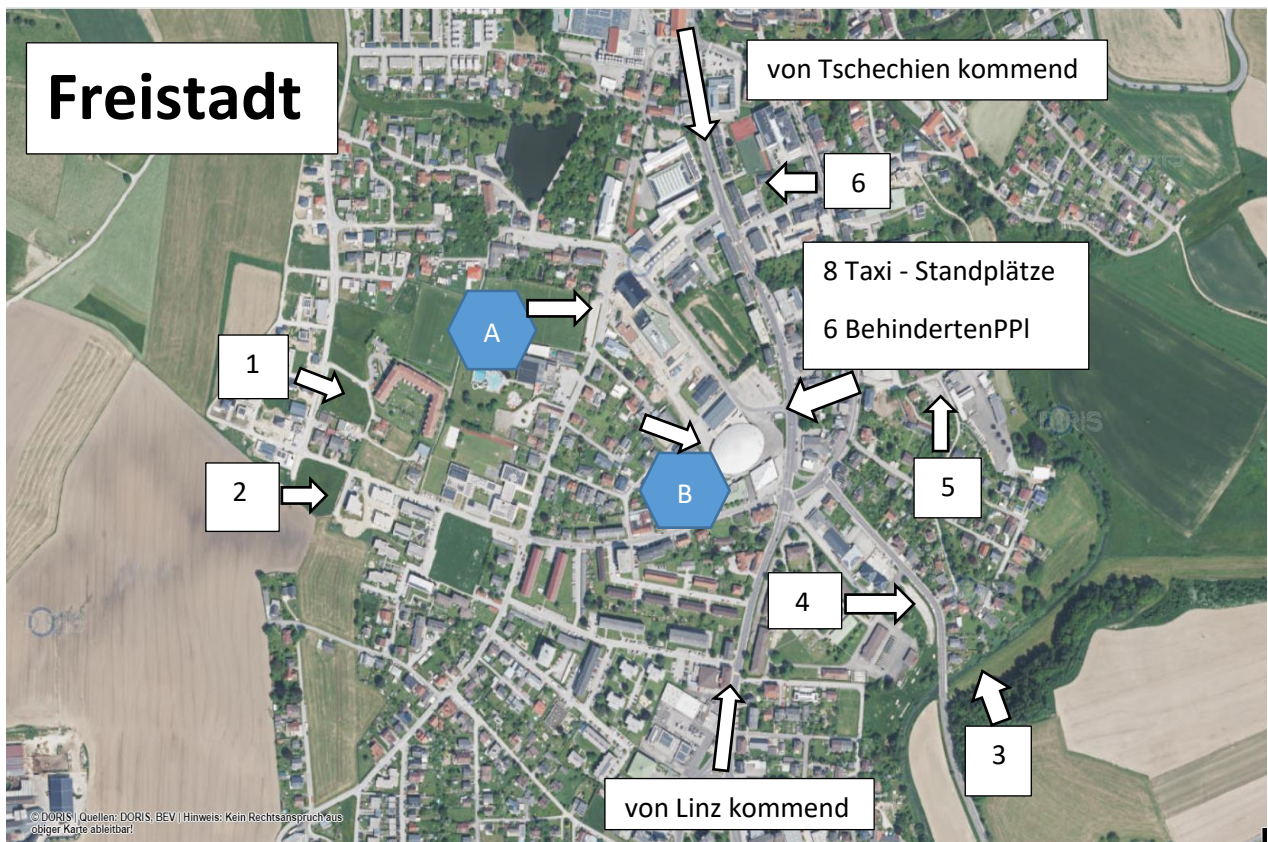 Freistadt
von Tschechien kommend
6
8 Taxi - Standplätze
6 BehindertenPPl
A
1
B
2
5
4
3
von Linz kommend
© DORIS | Quellen: DORIS, BEV | Hinweis: Kein Rechtsanspruch aus
obiger Karte ableitbar!
DORIS